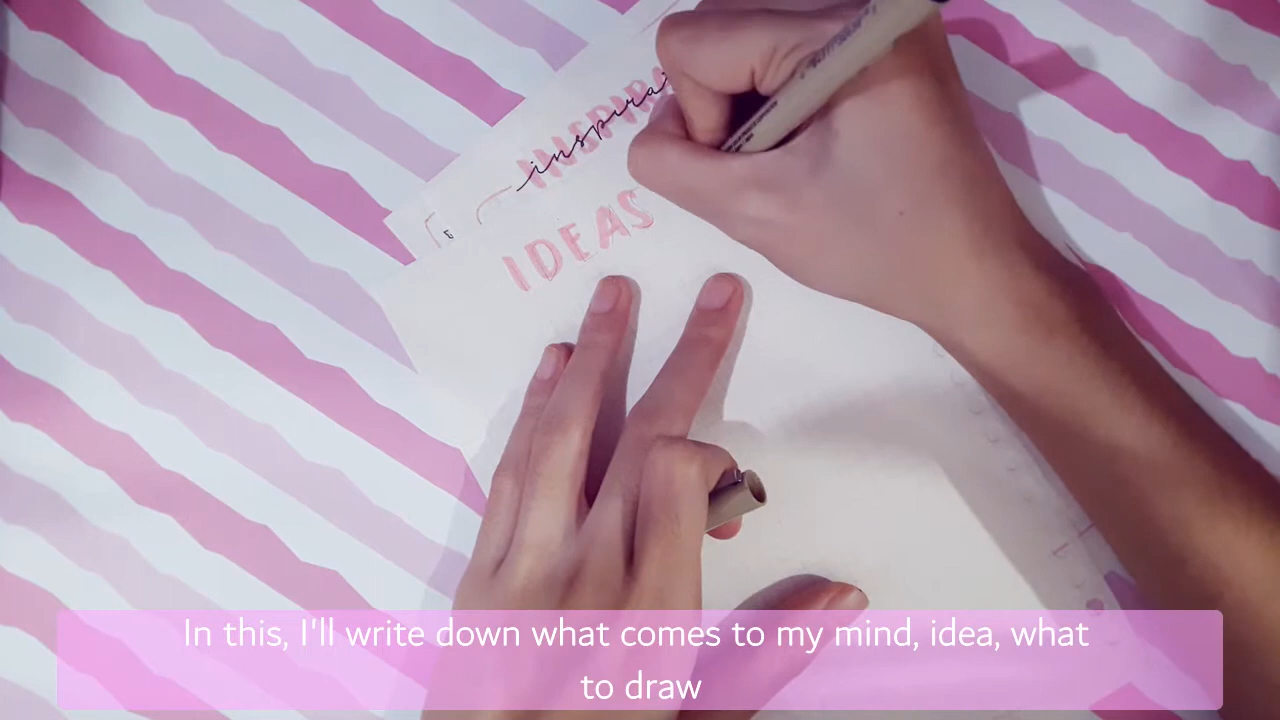 INSPIRA
inspira
IDEAS
In this, I'll write down what comes to my mind, idea, what
to draw